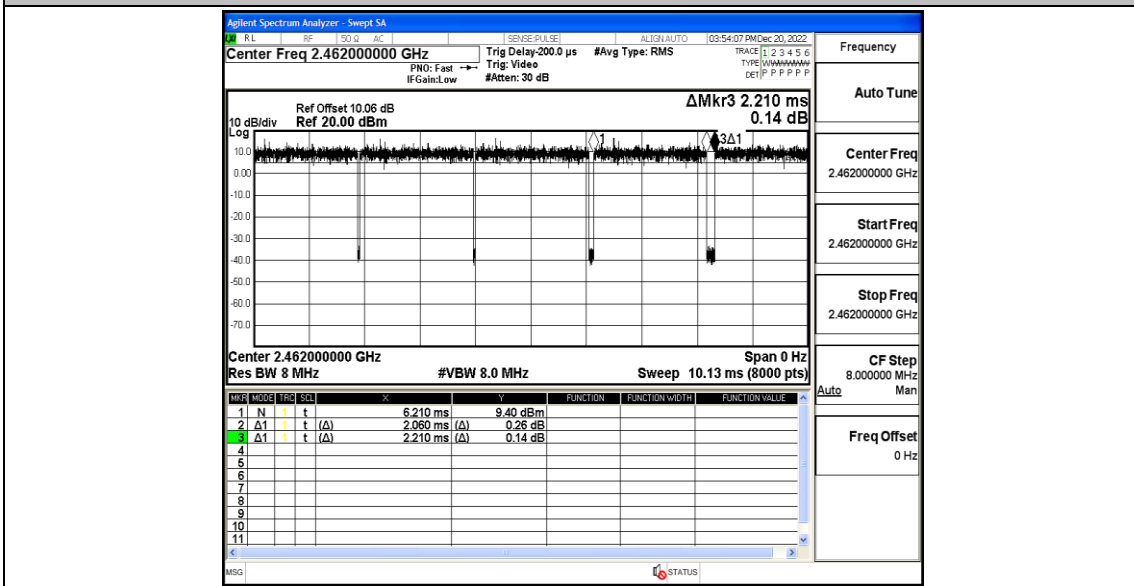 Agilent Spectrum Analyzer - Swept SA
RL RF 50 Ω AC SENSE:PULSE ALIGNAUTO 03:54:07 PM Dec 20, 2022
Center Freq 2.462000000 GHz
PNO: Fast
IFGain:Low
Trig Delay-200.0 µs
Trig: Video
#Atten: 30 dB
#Avg Type: RMS
TRACE 1 2 3 4 5 6
TYPE
DET P P P P P P
ΔMkr3 2.210 ms
0.14 dB
Ref Offset 10.06 dB
10 dB/div Ref 20.00 dBm
Log
10.0
0.00
-10.0
-20.0
-30.0
-40.0
-50.0
-60.0
-70.0
1
3Δ1
Center 2.462000000 GHz Span 0 Hz
Res BW 8 MHz #VBW 8.0 MHz Sweep 10.13 ms (8000 pts)
MKR MODE TRC SCL X Y FUNCTION FUNCTION WIDTH FUNCTION VALUE
1 N t 6.210 ms 9.40 dBm
2 Δ1 t (Δ) 2.060 ms (Δ) 0.26 dB
3 Δ1 t (Δ) 2.210 ms (Δ) 0.14 dB
4
5
6
7
8
9
10
11
MSG STATUS
Frequency
Auto Tune
Center Freq
2.462000000 GHz
Start Freq
2.462000000 GHz
Stop Freq
2.462000000 GHz
CF Step
8.000000 MHz
Auto Man
Freq Offset
0 Hz